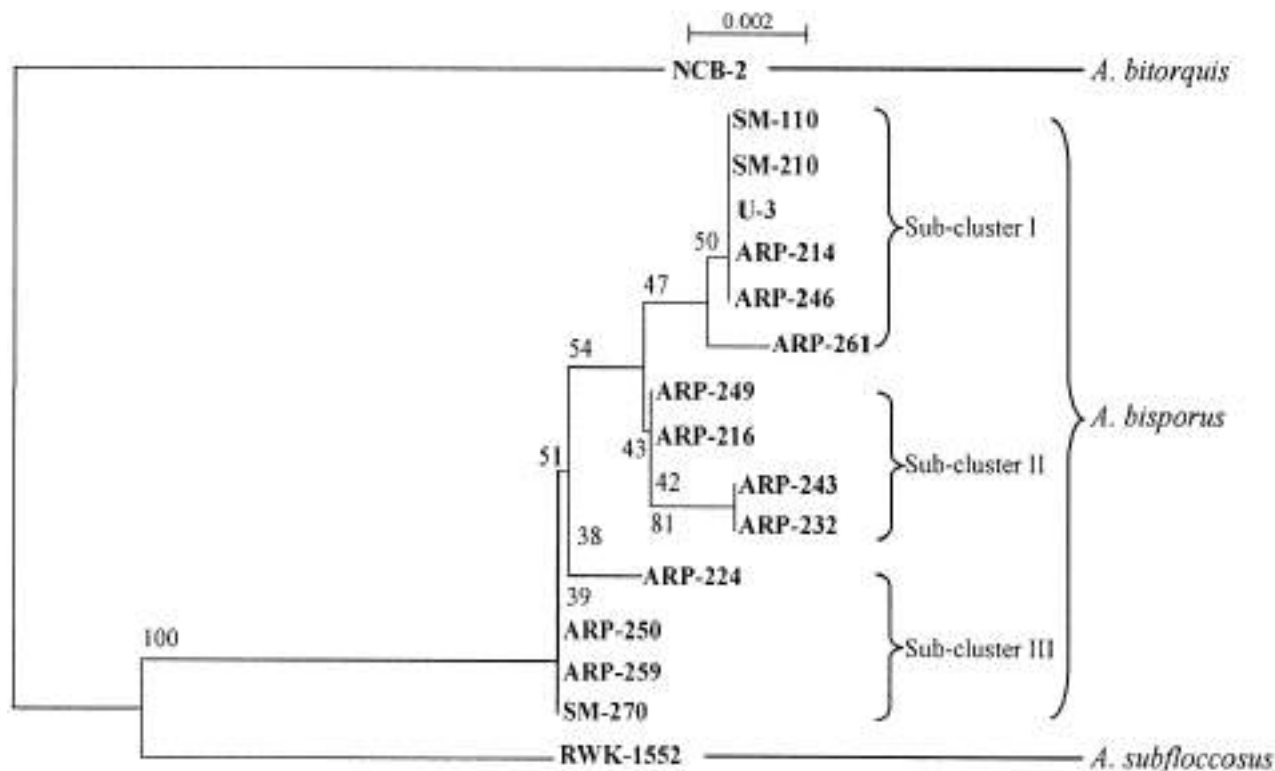 0.002
NCB-2 A. bitorquis
SM-110
SM-210
U-3
Sub-cluster I
50 ARP-214
47 ARP-246
ARP-261
54
ARP-249
A. bisporus
43 ARP-216
51 Sub-cluster II
42 ARP-243
81 ARP-232
38
ARP-224
39
ARP-250
100 Sub-cluster III
ARP-259
SM-270
RWK-1552 A. subfloccosus